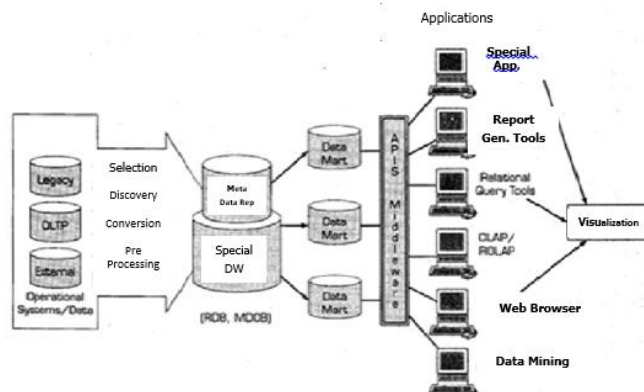 Applications
Special
App.
Report
Gen. Tools
Relational
Query Tools
OLAP/
ROLAP
Web Browser
Data Mining
Visualization
APIS Middleware
Data
Mart
Data
Mart
Data
Mart
Meta
Data Rep
Special
DW
(RDB, MDDB)
Selection
Discovery
Conversion
Pre
Processing
Legacy
OLTP
External
Operational
Systems/Data